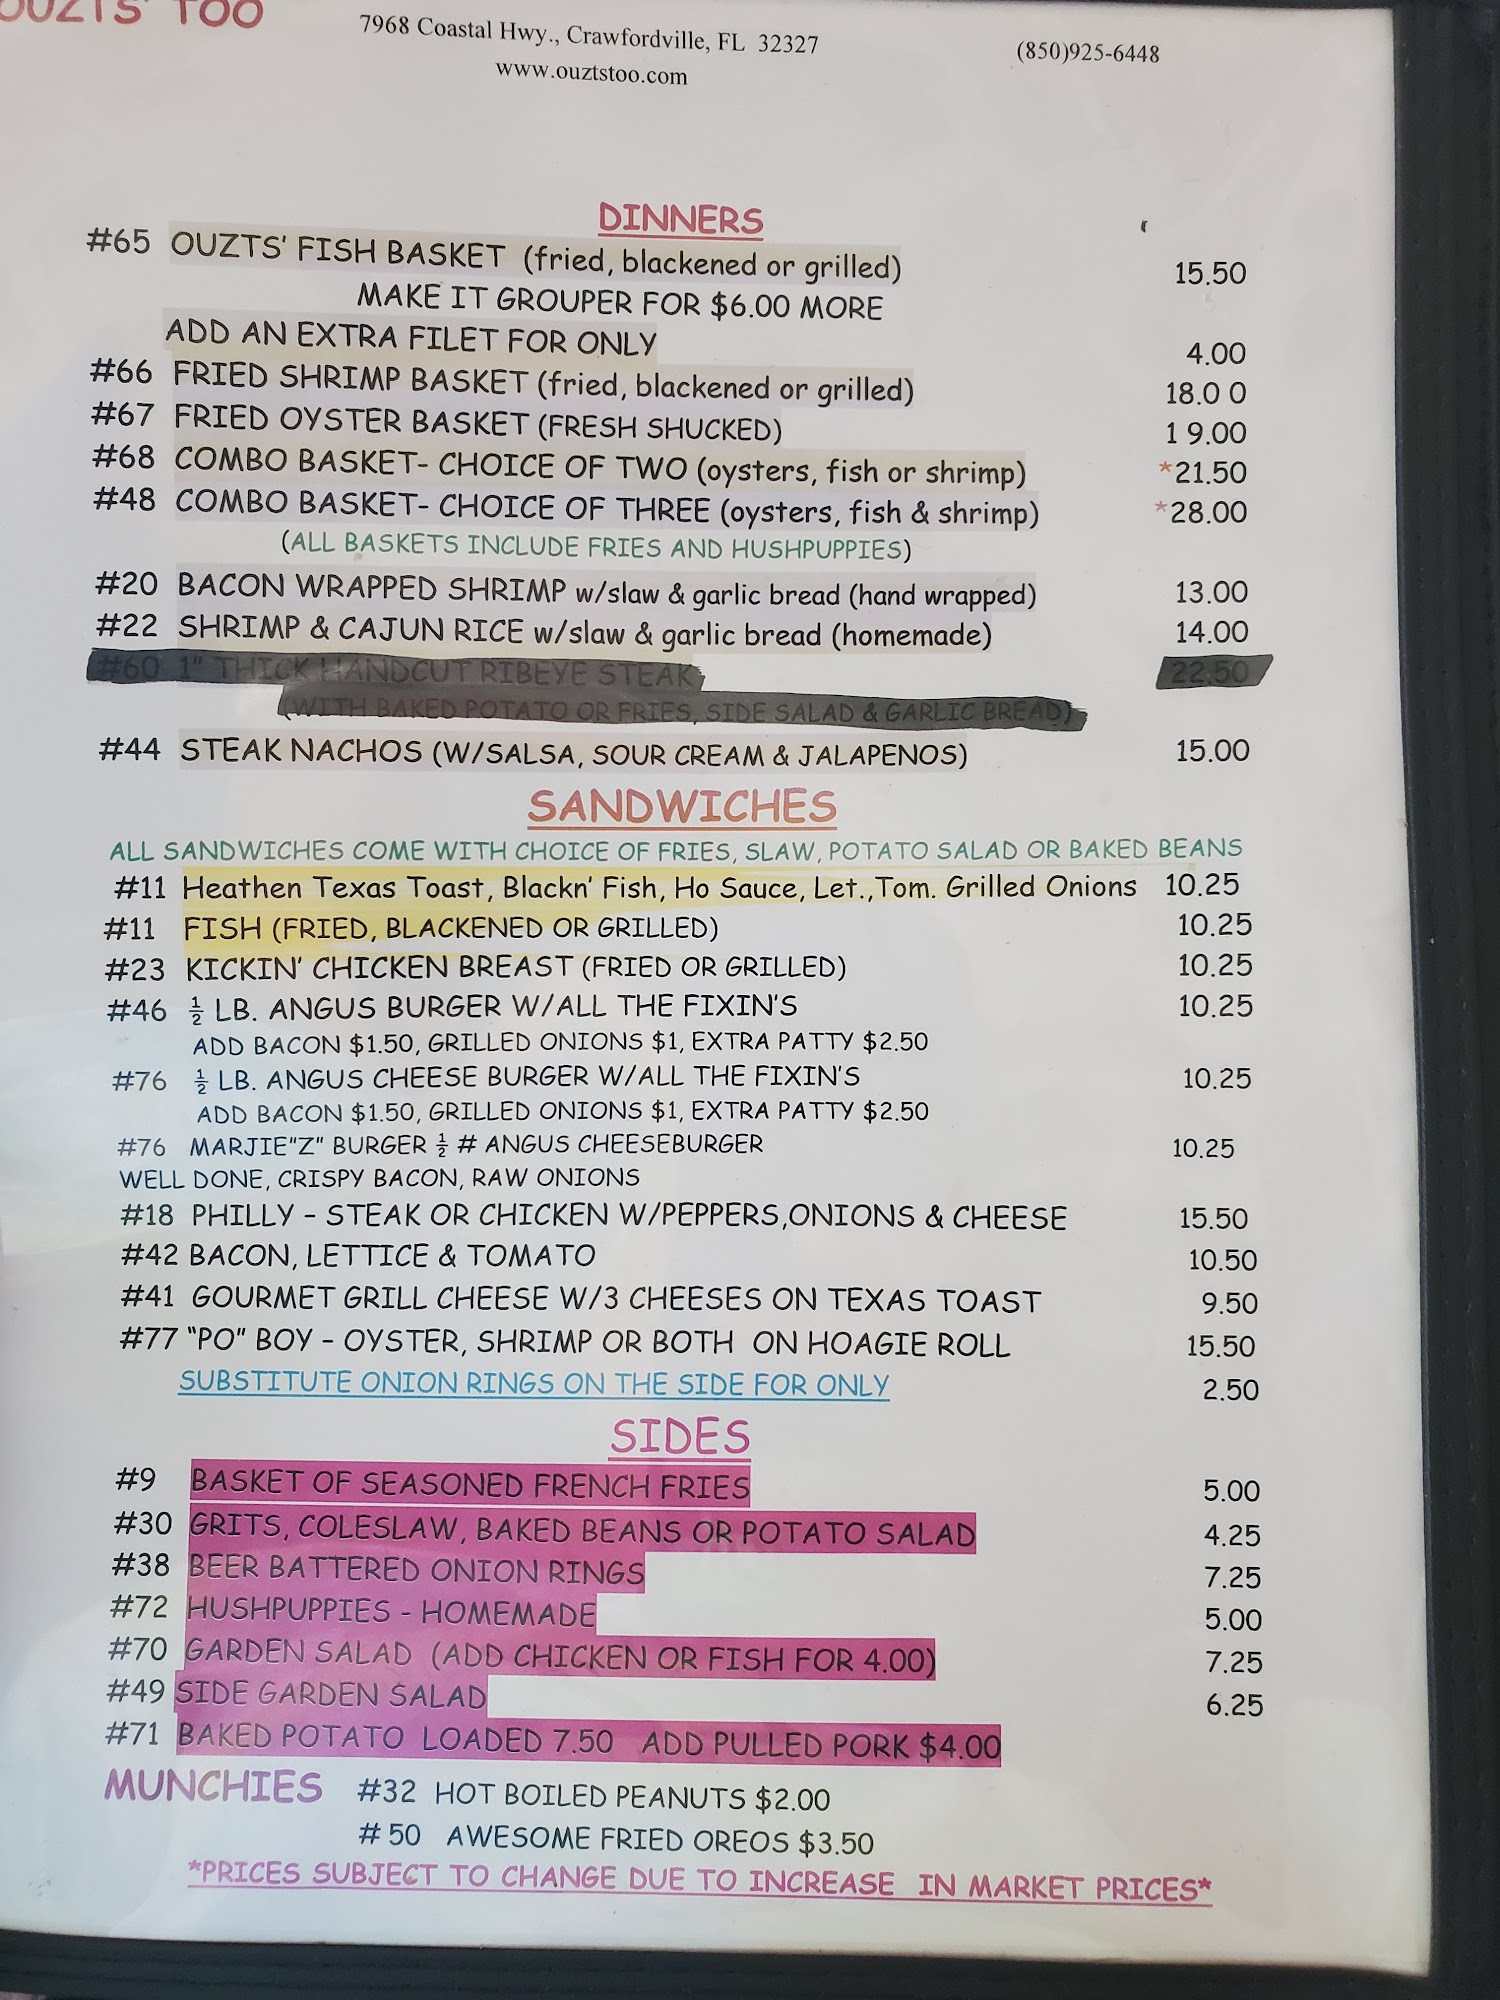 OUZTS' TOO
7968 Coastal Hwy., Crawfordville, FL 32327
(850)925-6448
www.ouztstoo.com
DINNERS
#65 OUZTS' FISH BASKET (fried, blackened or grilled) 15.50
MAKE IT GROUPER FOR $6.00 MORE
ADD AN EXTRA FILET FOR ONLY 4.00
#66 FRIED SHRIMP BASKET (fried, blackened or grilled) 18.0 0
#67 FRIED OYSTER BASKET (FRESH SHUCKED) 1 9.00
#68 COMBO BASKET- CHOICE OF TWO (oysters, fish or shrimp) *21.50
#48 COMBO BASKET- CHOICE OF THREE (oysters, fish & shrimp) *28.00
(ALL BASKETS INCLUDE FRIES AND HUSHPUPPIES)
#20 BACON WRAPPED SHRIMP w/slaw & garlic bread (hand wrapped) 13.00
#22 SHRIMP & CAJUN RICE w/slaw & garlic bread (homemade) 14.00
#60 1" THICK HANDCUT RIBEYE STEAK 22.50
(WITH BAKED POTATO OR FRIES, SIDE SALAD & GARLIC BREAD)
#44 STEAK NACHOS (W/SALSA, SOUR CREAM & JALAPENOS) 15.00
SANDWICHES
ALL SANDWICHES COME WITH CHOICE OF FRIES, SLAW, POTATO SALAD OR BAKED BEANS
#11 Heathen Texas Toast, Blackn' Fish, Ho Sauce, Let.,Tom. Grilled Onions 10.25
#11 FISH (FRIED, BLACKENED OR GRILLED) 10.25
#23 KICKIN' CHICKEN BREAST (FRIED OR GRILLED) 10.25
#46 ½ LB. ANGUS BURGER W/ALL THE FIXIN'S 10.25
ADD BACON $1.50, GRILLED ONIONS $1, EXTRA PATTY $2.50
#76 ½ LB. ANGUS CHEESE BURGER W/ALL THE FIXIN'S 10.25
ADD BACON $1.50, GRILLED ONIONS $1, EXTRA PATTY $2.50
#76 MARJIE"Z" BURGER ½ # ANGUS CHEESEBURGER 10.25
WELL DONE, CRISPY BACON, RAW ONIONS
#18 PHILLY – STEAK OR CHICKEN W/PEPPERS,ONIONS & CHEESE 15.50
#42 BACON, LETTICE & TOMATO 10.50
#41 GOURMET GRILL CHEESE W/3 CHEESES ON TEXAS TOAST 9.50
#77 "PO" BOY – OYSTER, SHRIMP OR BOTH ON HOAGIE ROLL 15.50
SUBSTITUTE ONION RINGS ON THE SIDE FOR ONLY 2.50
SIDES
#9 BASKET OF SEASONED FRENCH FRIES 5.00
#30 GRITS, COLESLAW, BAKED BEANS OR POTATO SALAD 4.25
#38 BEER BATTERED ONION RINGS 7.25
#72 HUSHPUPPIES - HOMEMADE 5.00
#70 GARDEN SALAD (ADD CHICKEN OR FISH FOR 4.00) 7.25
#49 SIDE GARDEN SALAD 6.25
#71 BAKED POTATO LOADED 7.50 ADD PULLED PORK $4.00
MUNCHIES #32 HOT BOILED PEANUTS $2.00
# 50 AWESOME FRIED OREOS $3.50
*PRICES SUBJECT TO CHANGE DUE TO INCREASE IN MARKET PRICES*